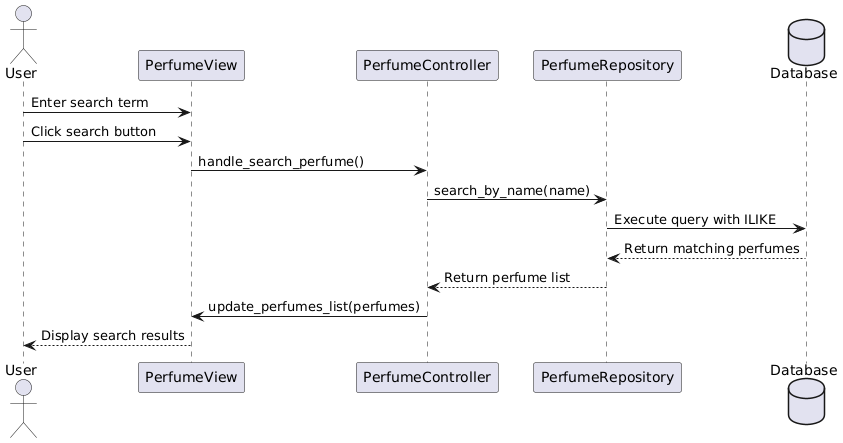 User
PerfumeView
PerfumeController
PerfumeRepository
Database
Enter search term
Click search button
handle_search_perfume()
search_by_name(name)
Execute query with ILIKE
Return matching perfumes
Return perfume list
update_perfumes_list(perfumes)
Display search results
User
PerfumeView
PerfumeController
PerfumeRepository
Database